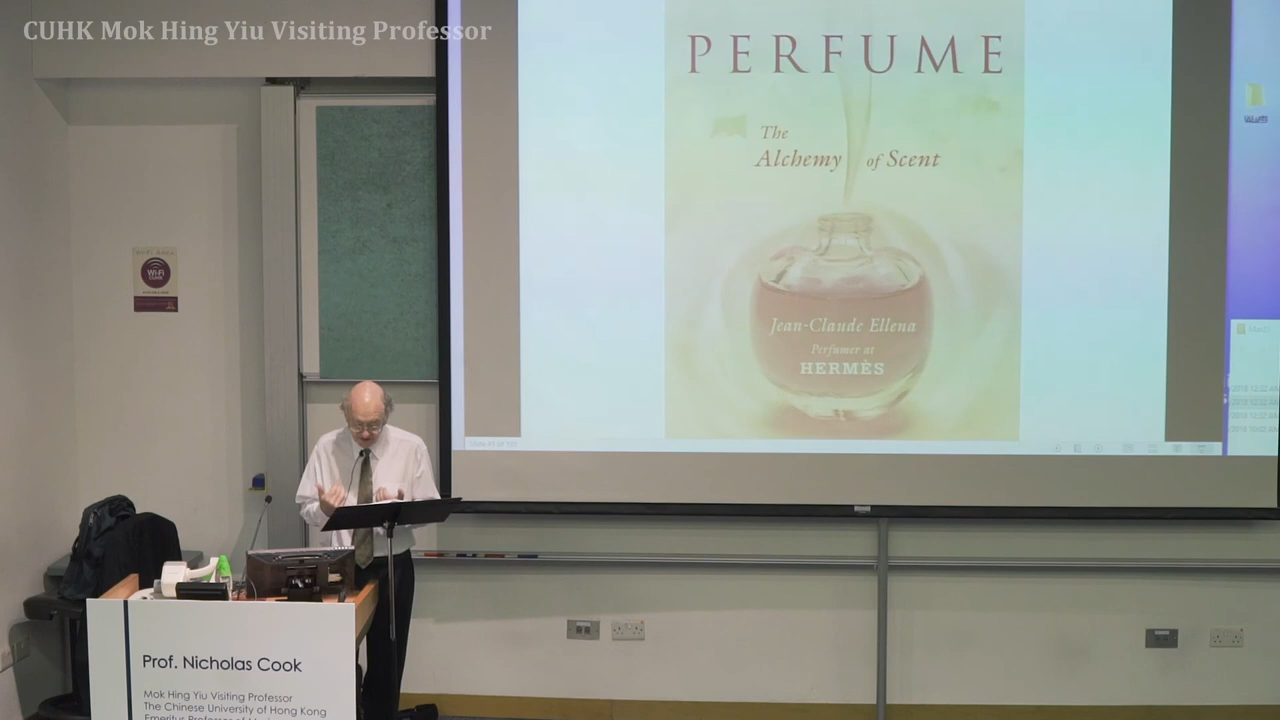 CUHK Mok Hing Yiu Visiting Professor
PERFUME
The
Alchemy of Scent
Jean-Claude Ellena
Perfumer at
HERMÈS
Wi-Fi
Prof. Nicholas Cook
Mok Hing Yiu Visiting Professor
The Chinese University of Hong Kong